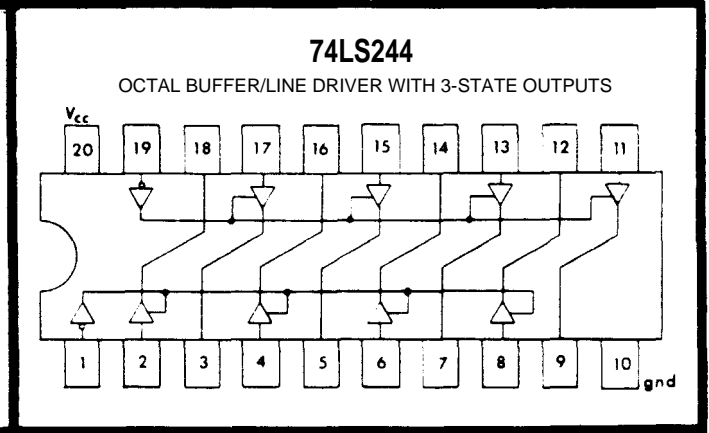 74LS244
OCTAL BUFFER/LINE DRIVER WITH 3-STATE OUTPUTS
Vcc
20 19 18 17 16 15 14 13 12 11
1 2 3 4 5 6 7 8 9 10
gnd